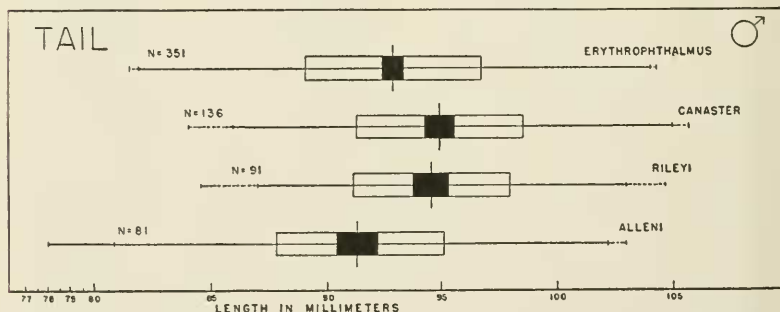 TAIL
N=351
ERYTHROPHTHALMUS
N=136
CANASTER
N=91
RILEYI
N=81
ALLENI
77 78 79 80 85 90 95 100 105
LENGTH IN MILLIMETERS